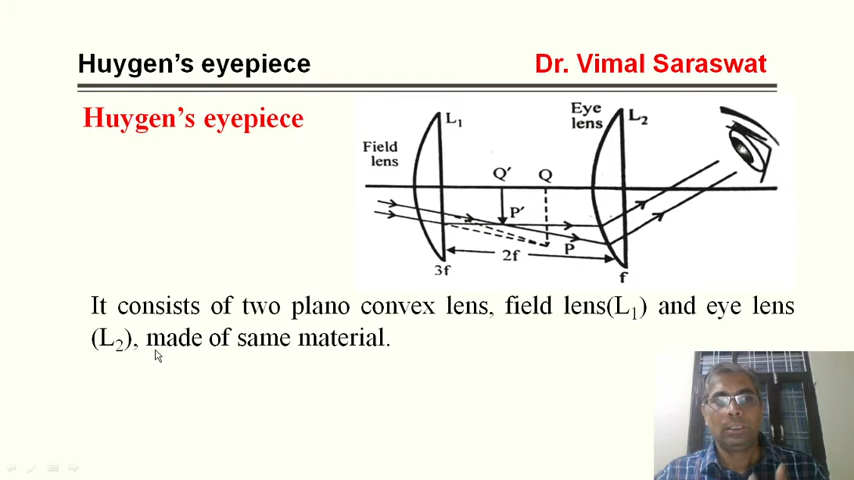 Huygen's eyepiece
Dr. Vimal Saraswat
Huygen's eyepiece
L1
Eye
lens
L2
Field
lens
Q'
Q
P'
2f
P
3f
f
It consists of two plano convex lens, field lens(L1) and eye lens
(L2), made of same material.